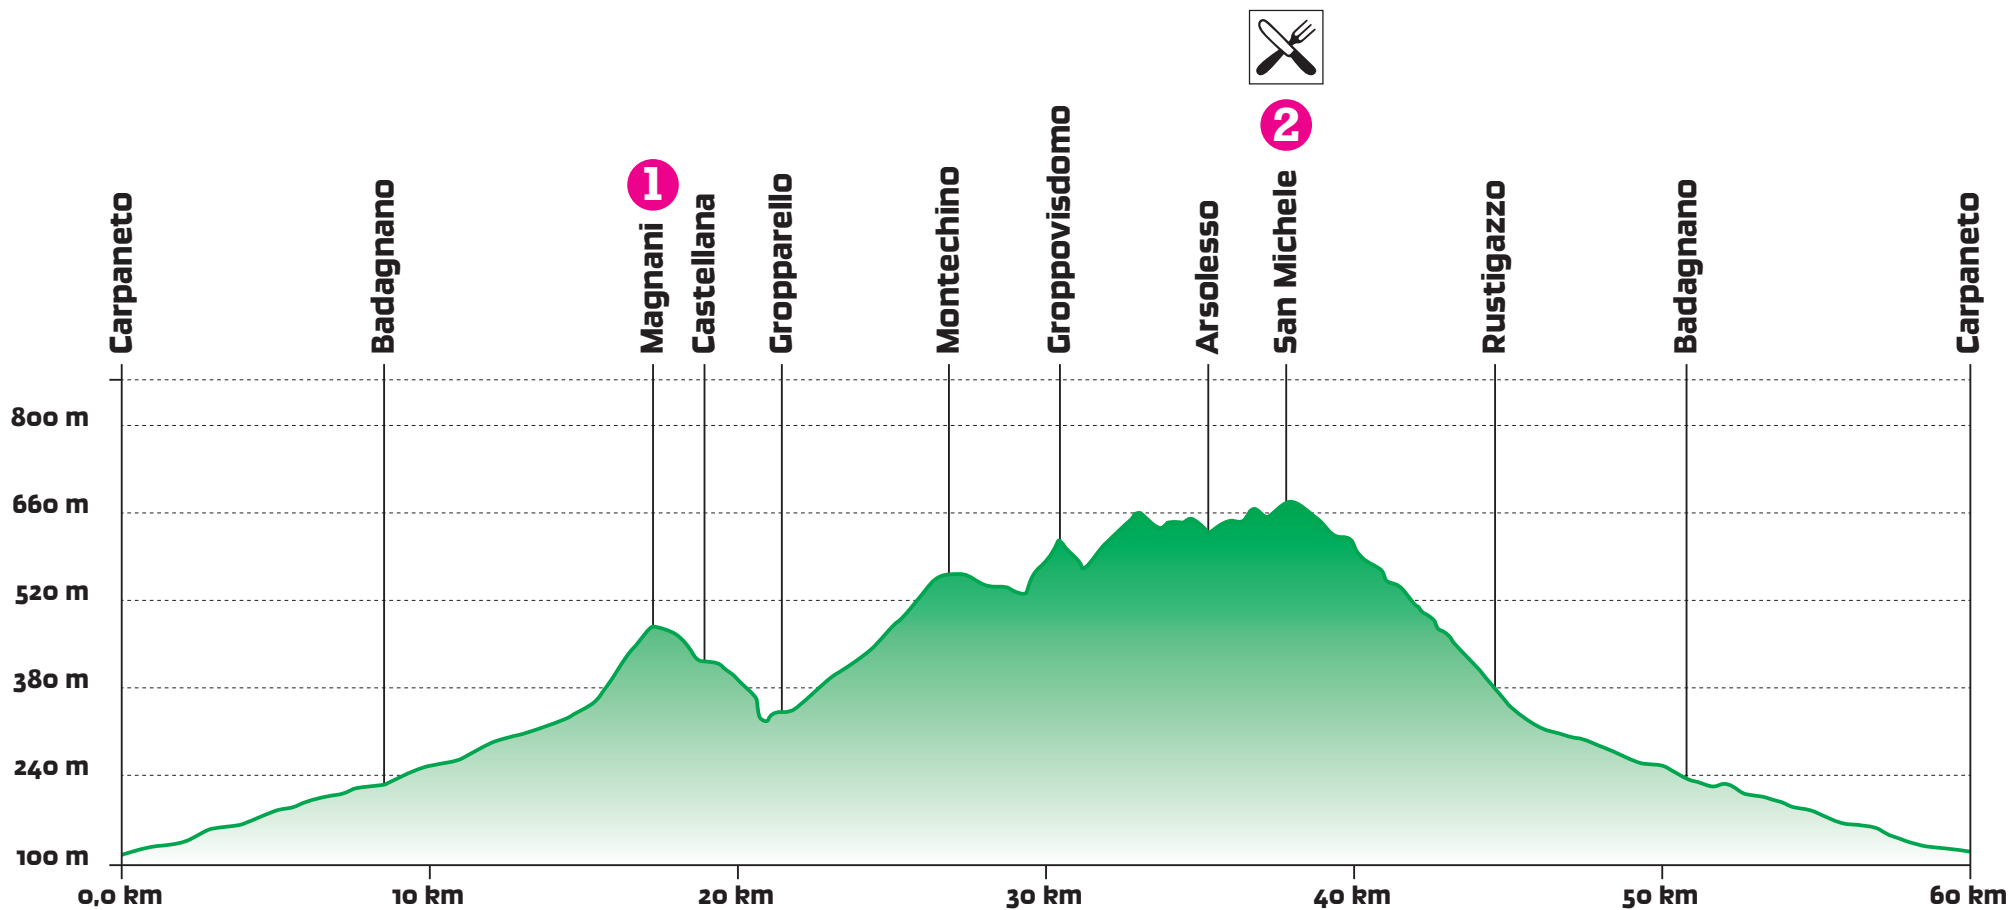 2
1
Carpaneto
Badagnano
Magnani
Castellana
Gropparello
Montechino
Groppovisdomo
Arsolesso
San Michele
Rustigazzo
Badagnano
Carpaneto
800 m
660 m
520 m
380 m
240 m
100 m
0,0 km
10 km
20 km
30 km
40 km
50 km
60 km